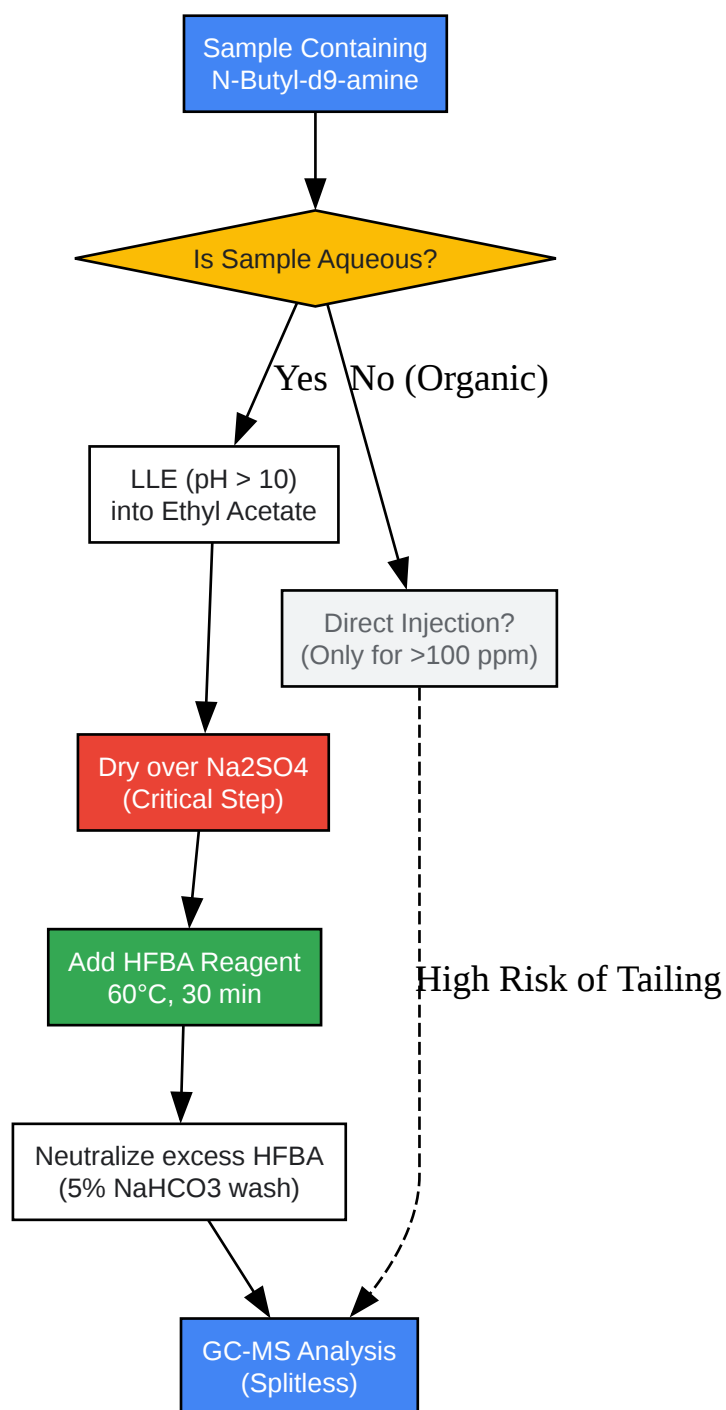 Sample Containing
N-Butyl-d9-amine
Is Sample Aqueous?
Yes
No (Organic)
LLE (pH > 10)
into Ethyl Acetate
Direct Injection?
(Only for >100 ppm)
Dry over Na2SO4
(Critical Step)
Add HFBA Reagent
60°C, 30 min
High Risk of Tailing
Neutralize excess HFBA
(5% NaHCO3 wash)
GC-MS Analysis
(Splitless)